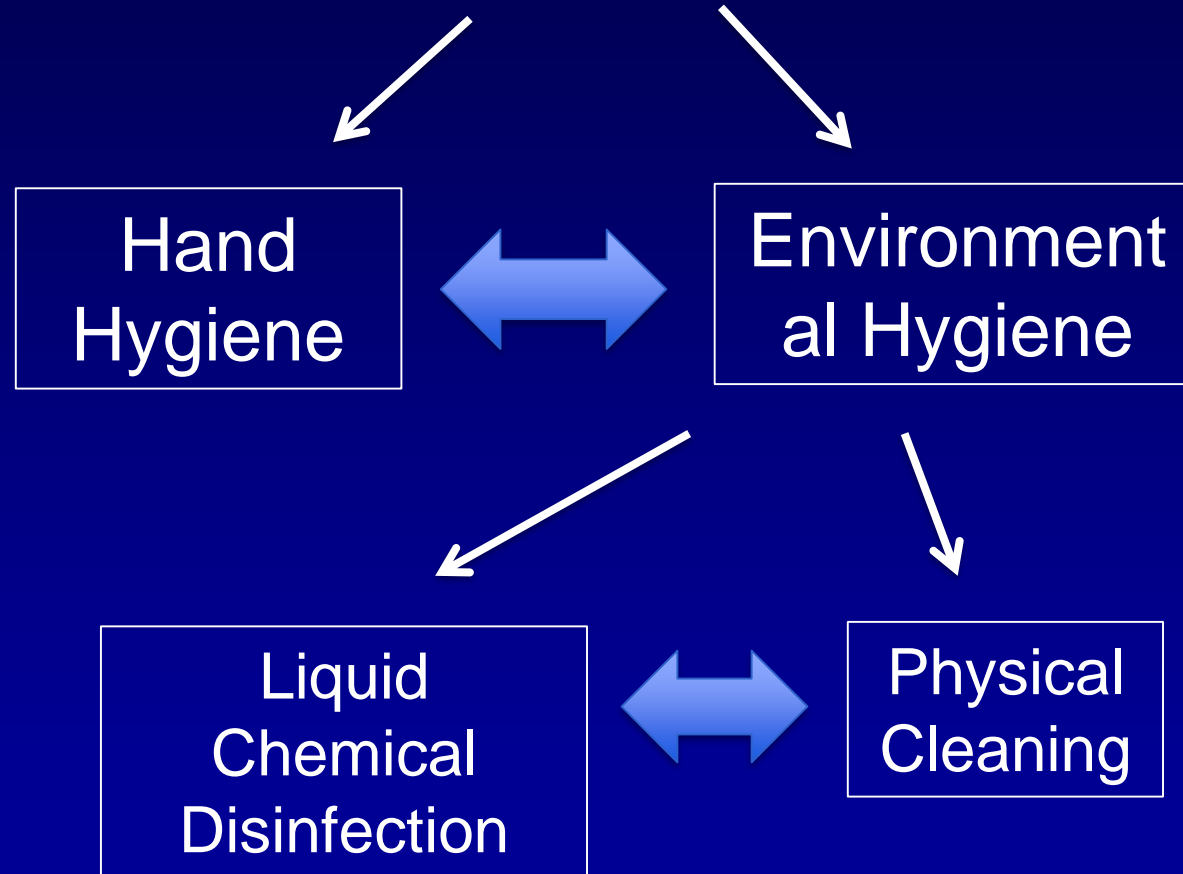 Hand
Hygiene
Environment
al Hygiene
Liquid
Chemical
Disinfection
Physical
Cleaning